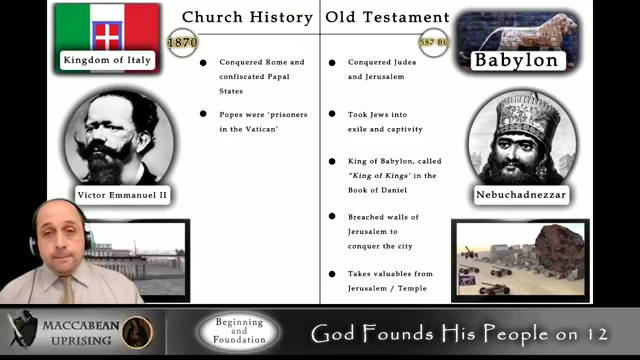 Church History
Old Testament
Kingdom of Italy
1870
587 BC
Babylon
Conquered Rome and
confiscated Papal
States
Popes were 'prisoners
in the Vatican'
Victor Emmanuel II
Conquered Judea
and Jerusalem
Took Jews into
exile and captivity
King of Babylon, called
"King of Kings' in the
Book of Daniel
Breached walls of
Jerusalem to
conquer the city
Takes valuables from
Jerusalem / Temple
Nebuchadnezzar
MACCABEAN
UPRISING
Beginning
and
Foundation
God Founds His People on 12